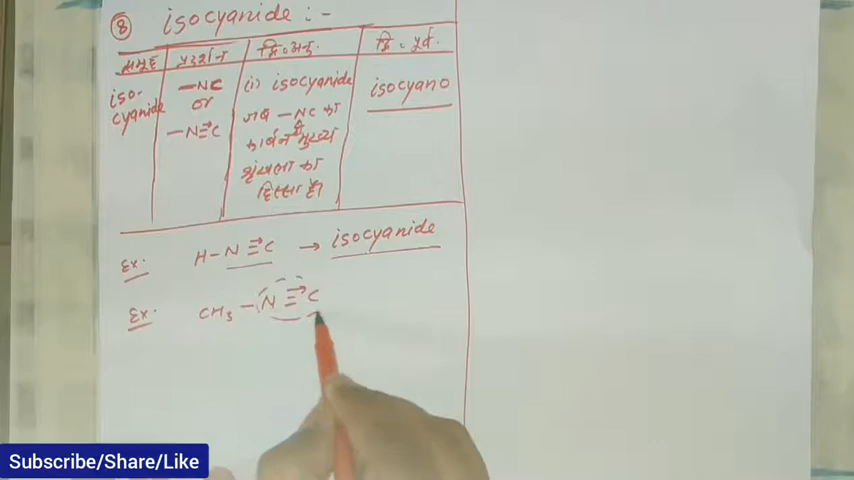 ⑧ isocyanide :-
समूह प्रदर्शन द्वि॰अनु. द्वि॰पूर्व.
iso-cyanide
-NC
or
-N≡C
(i) isocyanide
जब -NC का
कार्बन मुख्य
श्रृंखला का
हिस्सा हो
isocyano
Ex. H-N≡C → isocyanide
Ex. CH3-N≡C
Subscribe/Share/Like